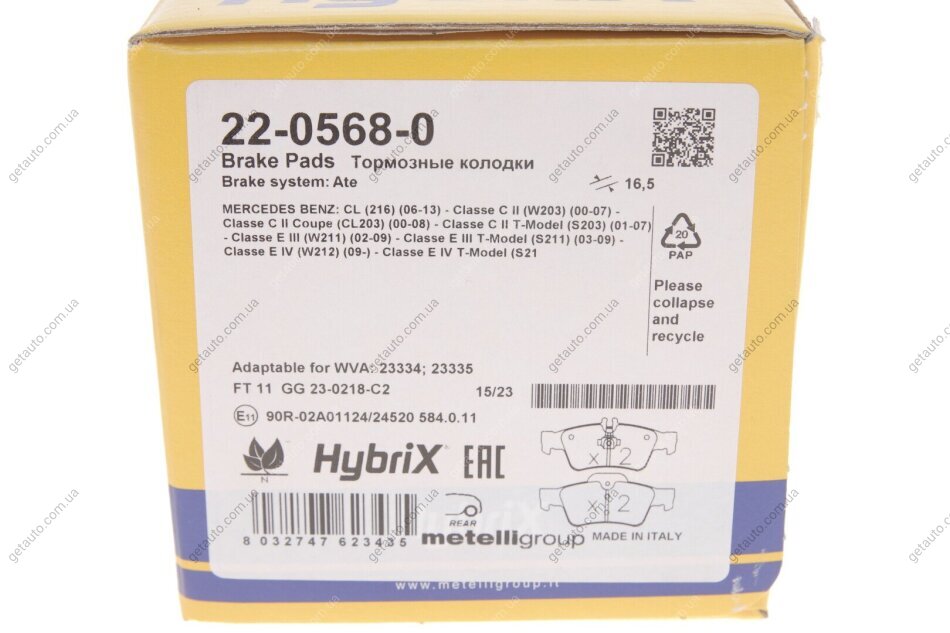 22-0568-0
Brake Pads Тормозные колодки
Brake system: Ate
16,5
MERCEDES BENZ: CL (216) (06-13) - Classe C II (W203) (00-07) -
Classe C II Coupe (CL203) (00-08) - Classe C II T-Model (S203) (01-07)
- Classe E III (W211) (02-09) - Classe E III T-Model (S211) (03-09) -
Classe E IV (W212) (09-) - Classe E IV T-Model (S21
20
PAP
Please
collapse
and
recycle
Adaptable for WVA: 23334; 23335
FT 11 GG 23-0218-C2
15/23
E11 90R-02A01124/24520 584.0.11
N
HybriX
EAC
x 2
x 2
HybriX
REAR
8 032747 623435
metelligroup
MADE IN ITALY
www.metelligroup.it
getauto.com.ua